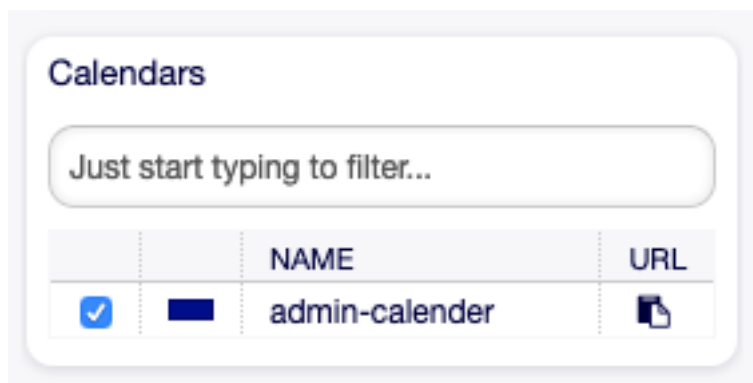 Calendars
Just start typing to filter...
NAME URL
admin-calender